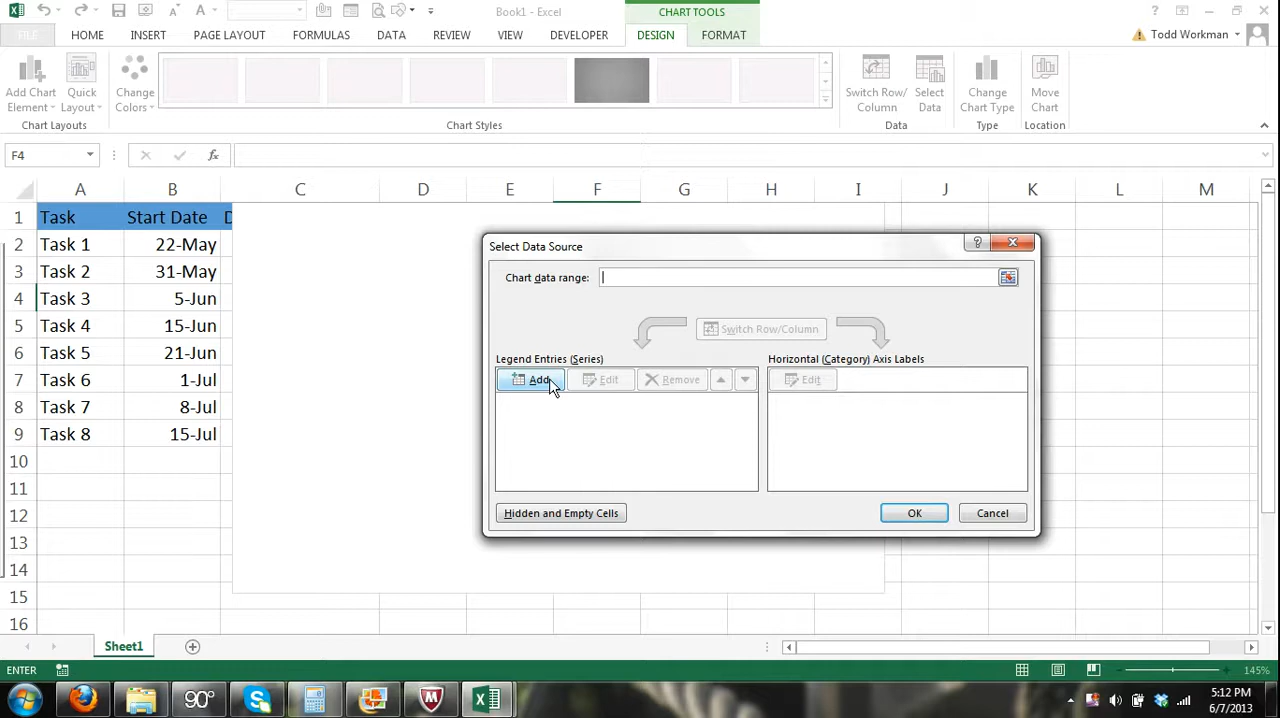 Book1 - Excel
CHART TOOLS
FILE HOME INSERT PAGE LAYOUT FORMULAS DATA REVIEW VIEW DEVELOPER DESIGN FORMAT
Todd Workman
Add Chart Element
Quick Layout
Change Colors
Switch Row/ Column
Select Data
Change Chart Type
Move Chart
Chart Layouts
Chart Styles
Data
Type
Location
F4
fx
A B C D E F G H I J K L M
1 Task Start Date D
2 Task 1 22-May
3 Task 2 31-May
4 Task 3 5-Jun
5 Task 4 15-Jun
6 Task 5 21-Jun
7 Task 6 1-Jul
8 Task 7 8-Jul
9 Task 8 15-Jul
10
11
12
13
14
15
16
Select Data Source
Chart data range:
Switch Row/Column
Legend Entries (Series)
Horizontal (Category) Axis Labels
Add Edit Remove
Edit
Hidden and Empty Cells
OK Cancel
Sheet1
ENTER
145%
90°
5:12 PM
6/7/2013